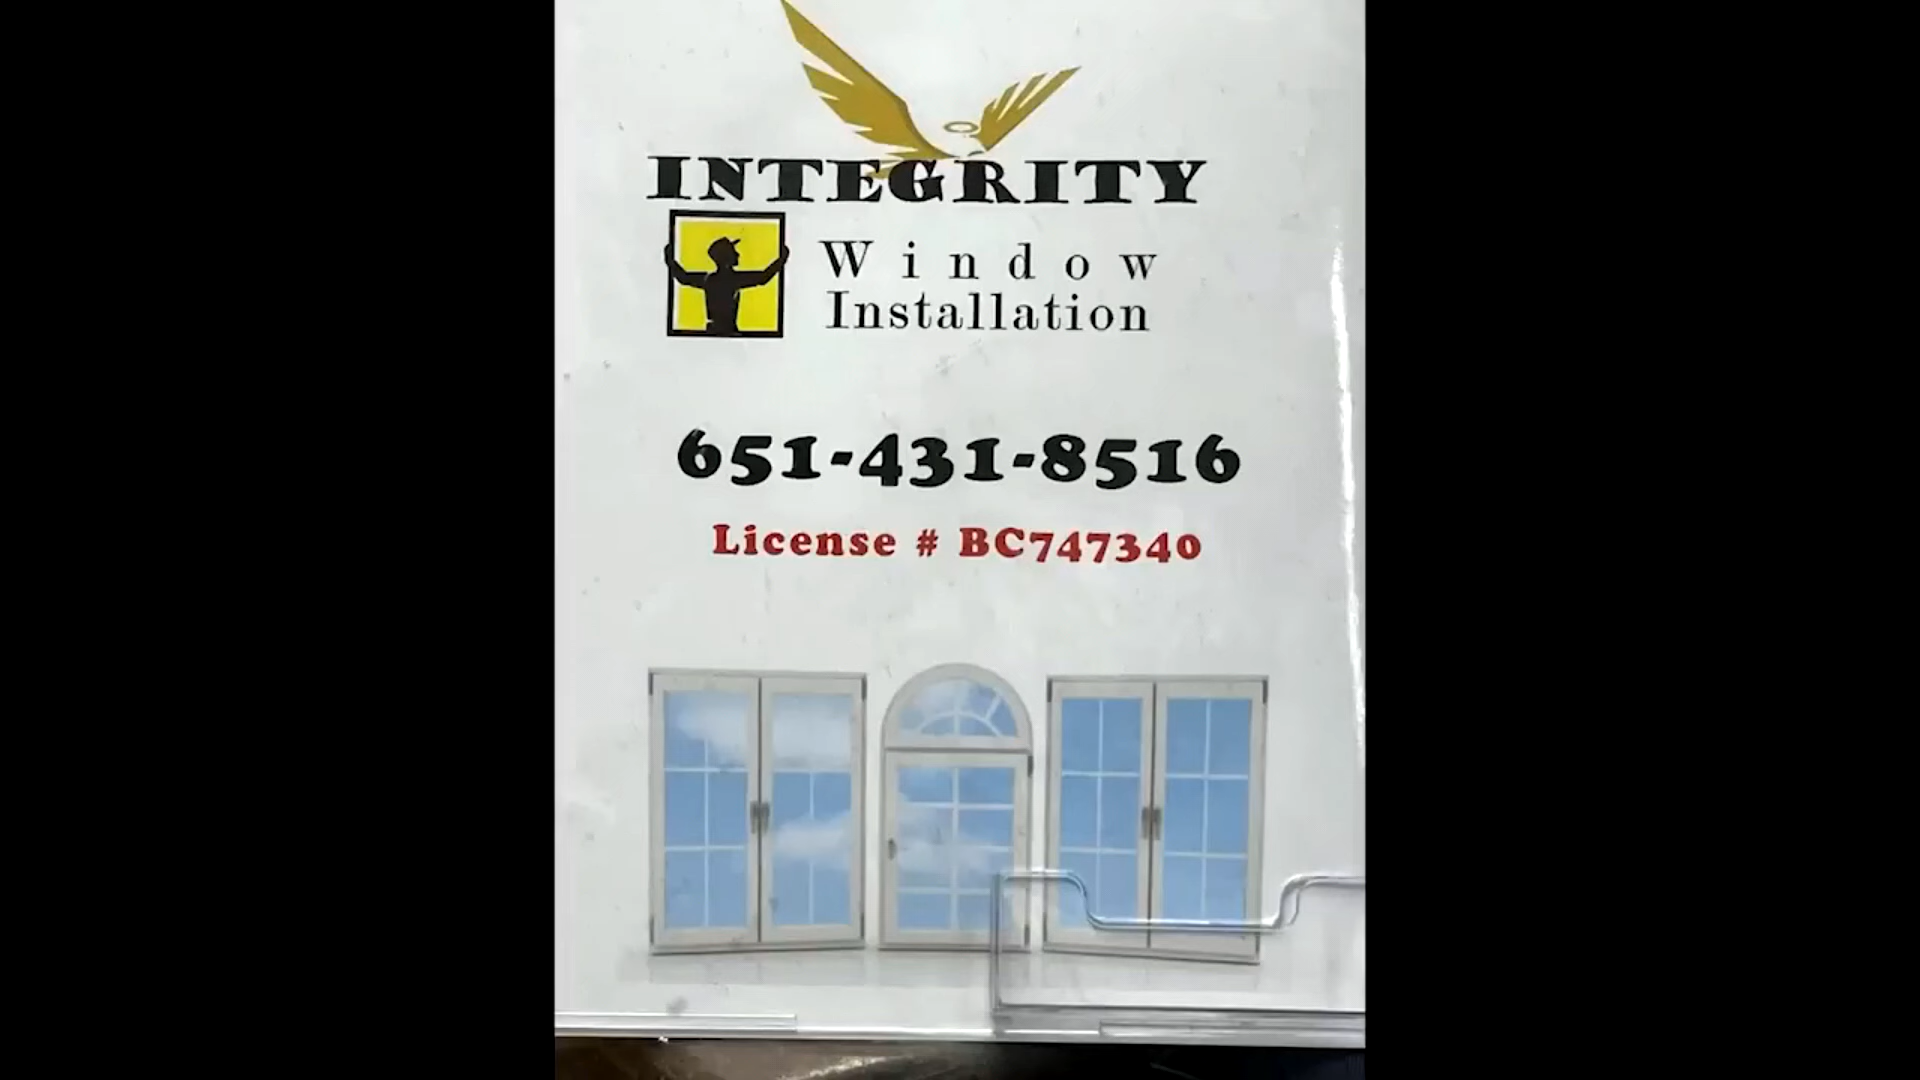 INTEGRITY
Window
Installation
651-431-8516
License # BC747340